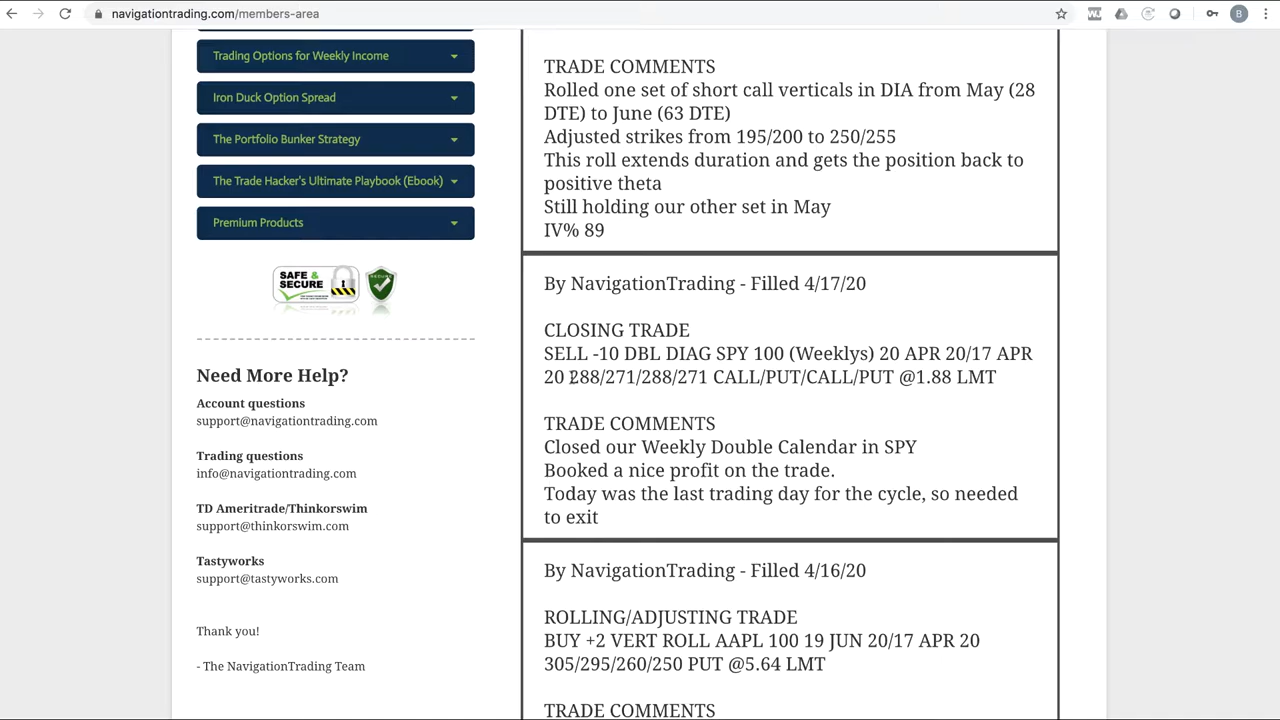 navigationtrading.com/members-area
B
Trading Options for Weekly Income
Iron Duck Option Spread
The Portfolio Bunker Strategy
The Trade Hacker's Ultimate Playbook (Ebook)
Premium Products
SAFE &
SECURE
Need More Help?
Account questions
support@navigationtrading.com
Trading questions
info@navigationtrading.com
TD Ameritrade/Thinkorswim
support@thinkorswim.com
Tastyworks
support@tastyworks.com
Thank you!
- The NavigationTrading Team
TRADE COMMENTS
Rolled one set of short call verticals in DIA from May (28
DTE) to June (63 DTE)
Adjusted strikes from 195/200 to 250/255
This roll extends duration and gets the position back to
positive theta
Still holding our other set in May
IV% 89
By NavigationTrading - Filled 4/17/20
CLOSING TRADE
SELL -10 DBL DIAG SPY 100 (Weeklys) 20 APR 20/17 APR
20 288/271/288/271 CALL/PUT/CALL/PUT @1.88 LMT
TRADE COMMENTS
Closed our Weekly Double Calendar in SPY
Booked a nice profit on the trade.
Today was the last trading day for the cycle, so needed
to exit
By NavigationTrading - Filled 4/16/20
ROLLING/ADJUSTING TRADE
BUY +2 VERT ROLL AAPL 100 19 JUN 20/17 APR 20
305/295/260/250 PUT @5.64 LMT
TRADE COMMENTS